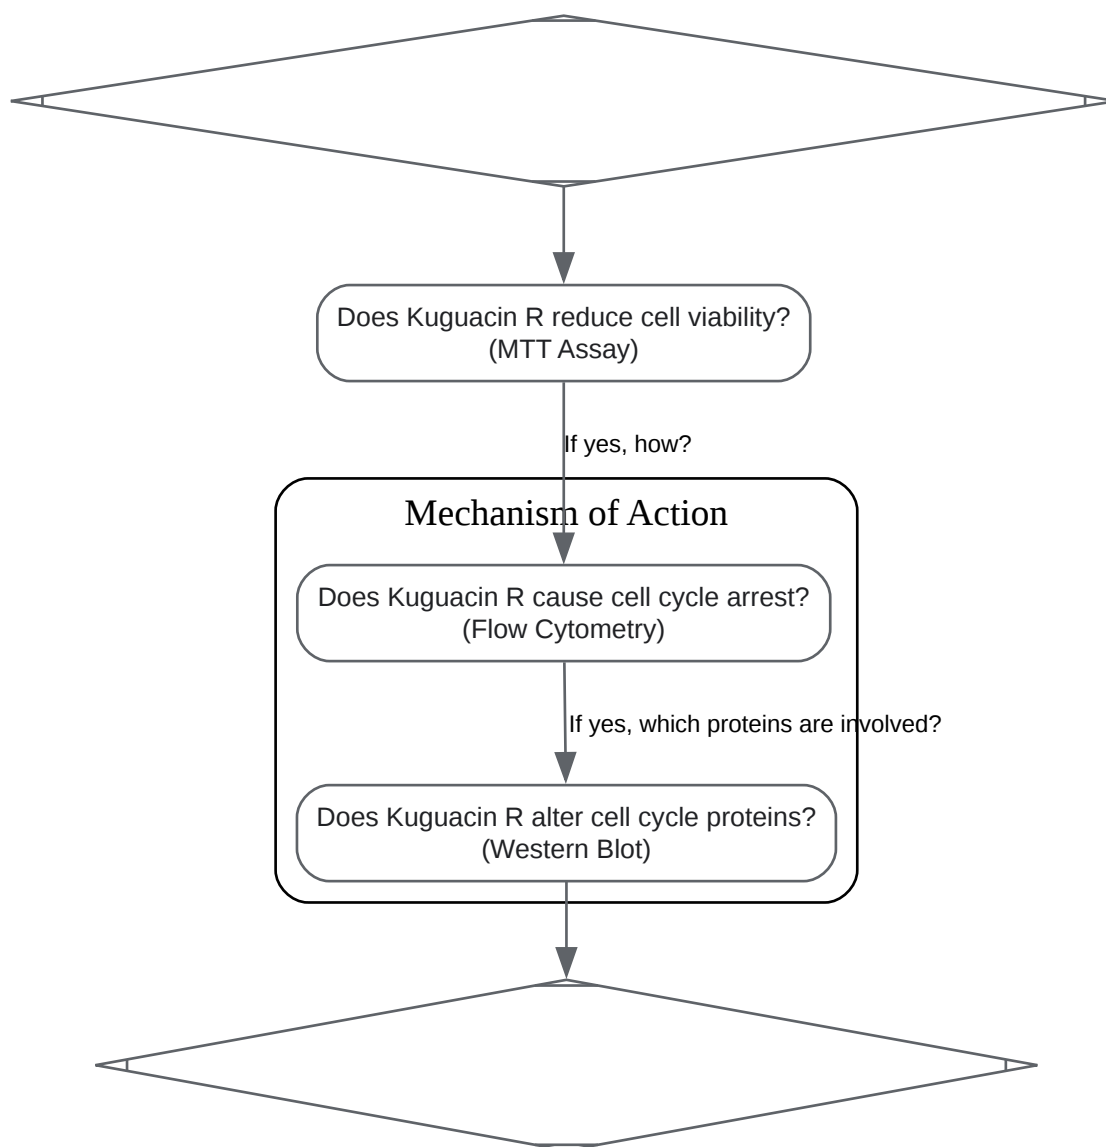 Does Kuguacin R reduce cell viability?
(MTT Assay)
If yes, how?
Mechanism of Action
Does Kuguacin R cause cell cycle arrest?
(Flow Cytometry)
If yes, which proteins are involved?
Does Kuguacin R alter cell cycle proteins?
(Western Blot)